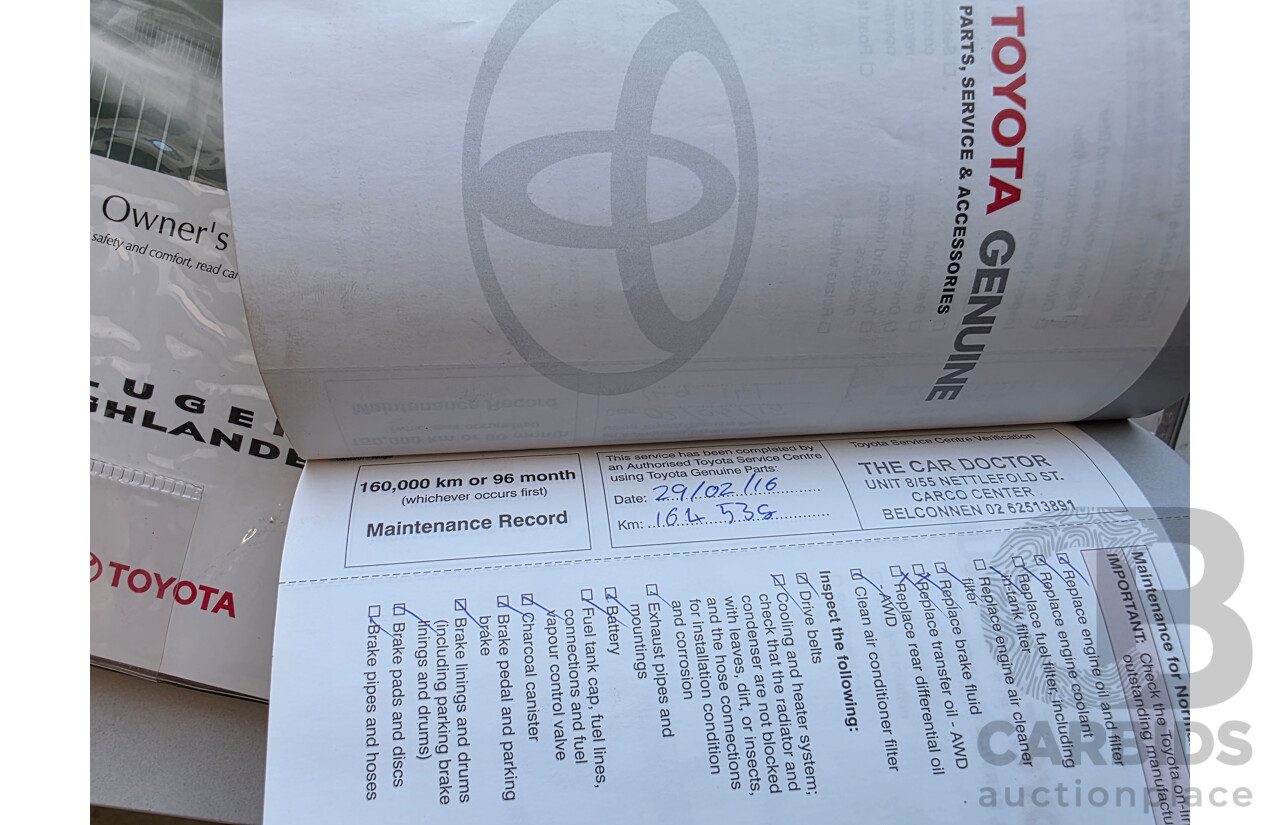 TOYOTA GENUINE
PARTS, SERVICE & ACCESSORIES
Owner's
safety and comfort, read
TOYOTA
160,000 km or 96 month
(whichever occurs first)
Maintenance Record
This service has been completed by
an Authorised Toyota Service Centre
using Toyota Genuine Parts:
Date: 29/02/16
Km: 164 538
Toyota Service Centre Verification
THE CAR DOCTOR
UNIT 8/55 NETTLEFOLD ST.
CARCO CENTER
BELCONNEN 02 62513891
Maintenance for
IMPORTANT: Check the Toyota on-
outstanding
Replace engine oil and filter
Replace engine coolant
Replace fuel filter, including
in-tank filter
Replace engine air cleaner
filter
Replace brake fluid
Replace transfer oil - AWD
Replace rear differential oil
- AWD
Clean air conditioner filter
Inspect the following:
Drive belts
Cooling and heater system;
check that the radiator and
condenser are not blocked
with leaves, dirt, or insects,
and the hose connections
for installation condition
and corrosion
Exhaust pipes and
mountings
Battery
Fuel tank cap, fuel lines,
connections and fuel
vapour control valve
Charcoal canister
Brake pedal and parking
brake
Brake linings and drums
(including parking brake
linings and drums)
Brake pads and discs
Brake pipes and hoses
CARBIDS
auctionplace